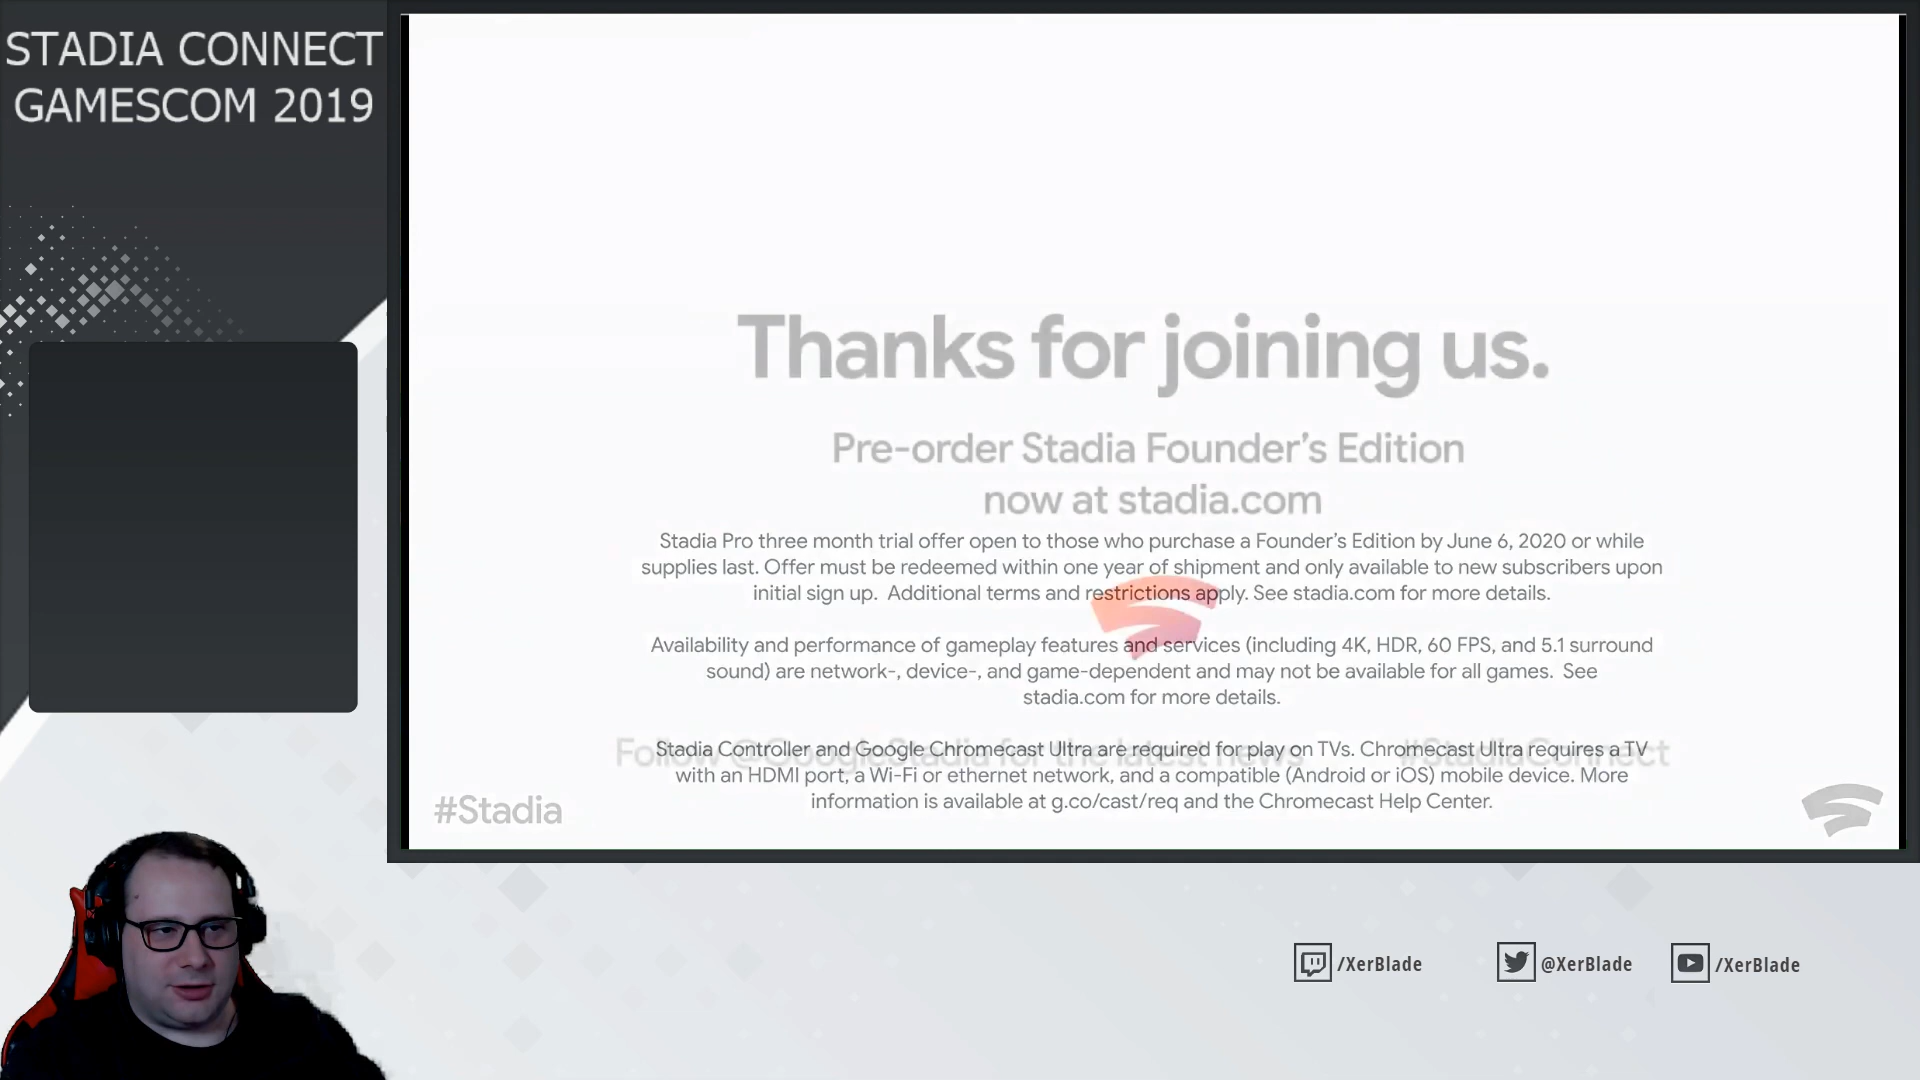 STADIA CONNECT
GAMESCOM 2019
Thanks for joining us.
Pre-order Stadia Founder's Edition
now at stadia.com
Stadia Pro three month trial offer open to those who purchase a Founder's Edition by June 6, 2020 or while
supplies last. Offer must be redeemed within one year of shipment and only available to new subscribers upon
initial sign up. Additional terms and restrictions apply. See stadia.com for more details.
Availability and performance of gameplay features and services (including 4K, HDR, 60 FPS, and 5.1 surround
sound) are network-, device-, and game-dependent and may not be available for all games. See
stadia.com for more details.
Follow @GoogleStadia for the latest news #StadiaConnect
Stadia Controller and Google Chromecast Ultra are required for play on TVs. Chromecast Ultra requires a TV
with an HDMI port, a Wi-Fi or ethernet network, and a compatible (Android or iOS) mobile device. More
information is available at g.co/cast/req and the Chromecast Help Center.
#Stadia
/XerBlade
@XerBlade
/XerBlade